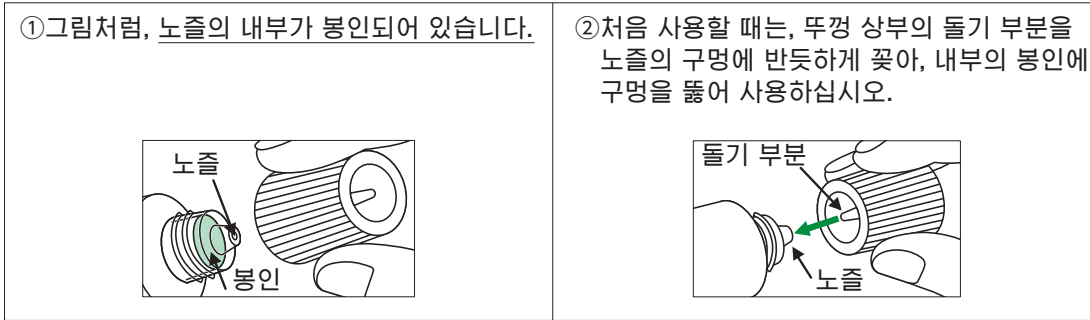 ①그림처럼, 노즐의 내부가 봉인되어 있습니다.
노즐
봉인
②처음 사용할 때는, 뚜껑 상부의 돌기 부분을
노즐의 구멍에 반듯하게 꽂아, 내부의 봉인에
구멍을 뚫어 사용하십시오.
돌기 부분
노즐